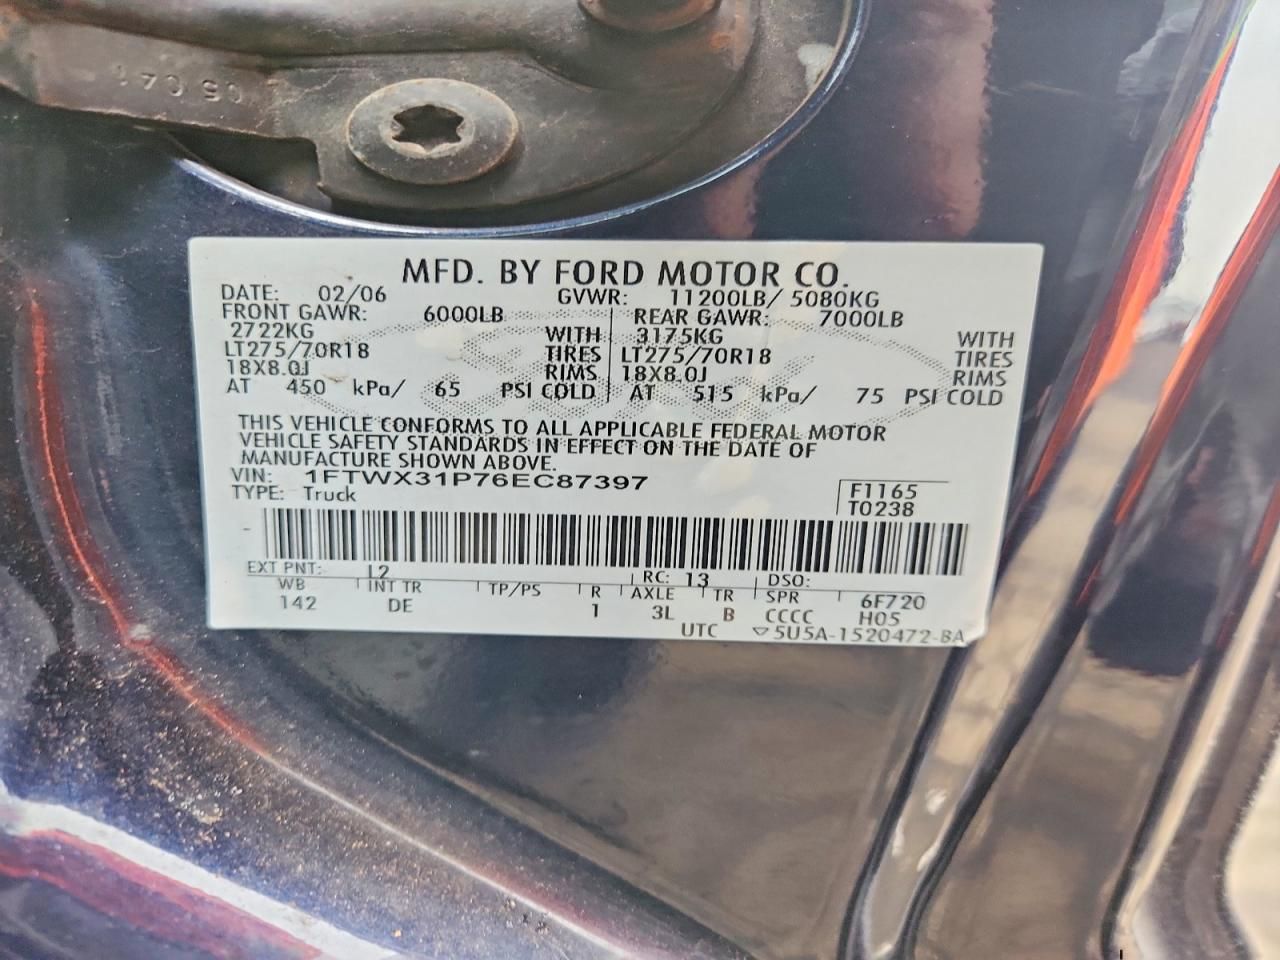 05041
MFD. BY FORD MOTOR CO.
DATE: 02/06 GVWR: 11200LB/ 5080KG
FRONT GAWR: 6000LB REAR GAWR: 7000LB
2722KG WITH 3175KG WITH
LT275/70R18 TIRES LT275/70R18 TIRES
18X8.0J RIMS 18X8.0J RIMS
AT 450 kPa/ 65 PSI COLD AT 515 kPa/ 75 PSI COLD
THIS VEHICLE CONFORMS TO ALL APPLICABLE FEDERAL MOTOR
VEHICLE SAFETY STANDARDS IN EFFECT ON THE DATE OF
MANUFACTURE SHOWN ABOVE.
VIN: 1FTWX31P76EC87397
TYPE: Truck
F1165
T0238
EXT PNT: L2 RC: 13 DSO:
WB INT TR TP/PS R AXLE TR SPR 6F720
142 DE 1 3L B CCCC H05
UTC ▽5U5A-1520472-BA